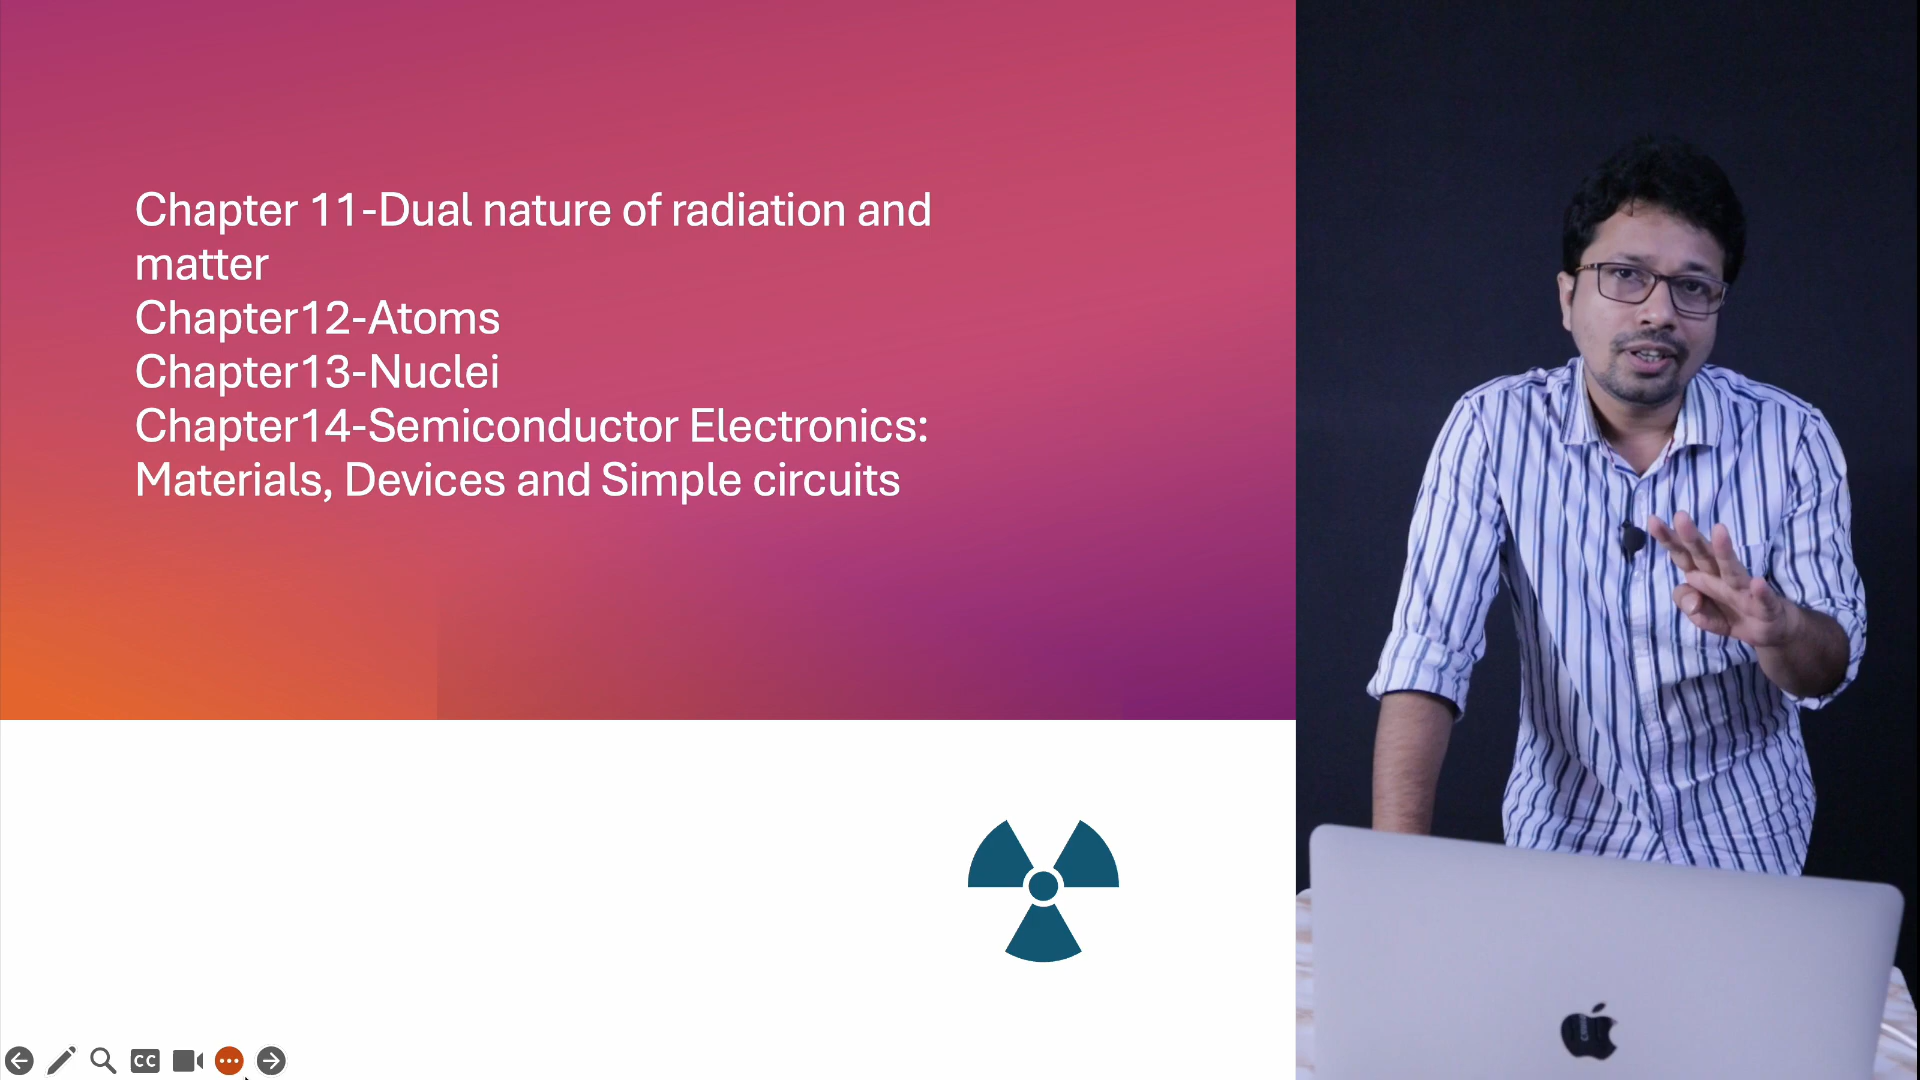 Chapter 11-Dual nature of radiation and
matter
Chapter12-Atoms
Chapter13-Nuclei
Chapter14-Semiconductor Electronics:
Materials, Devices and Simple circuits
CC